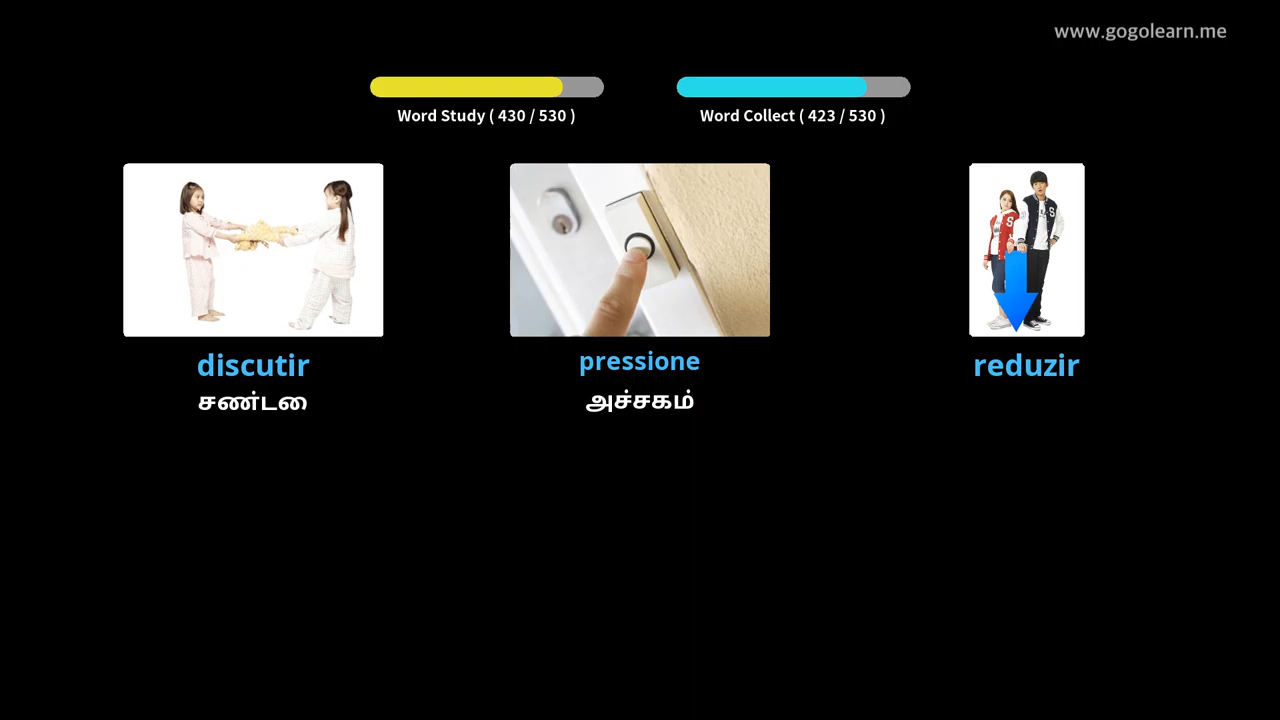 www.gogolearn.me
Word Study ( 430 / 530 )
Word Collect ( 423 / 530 )
discutir
pressione
reduzir
சண்டை
அச்சகம்